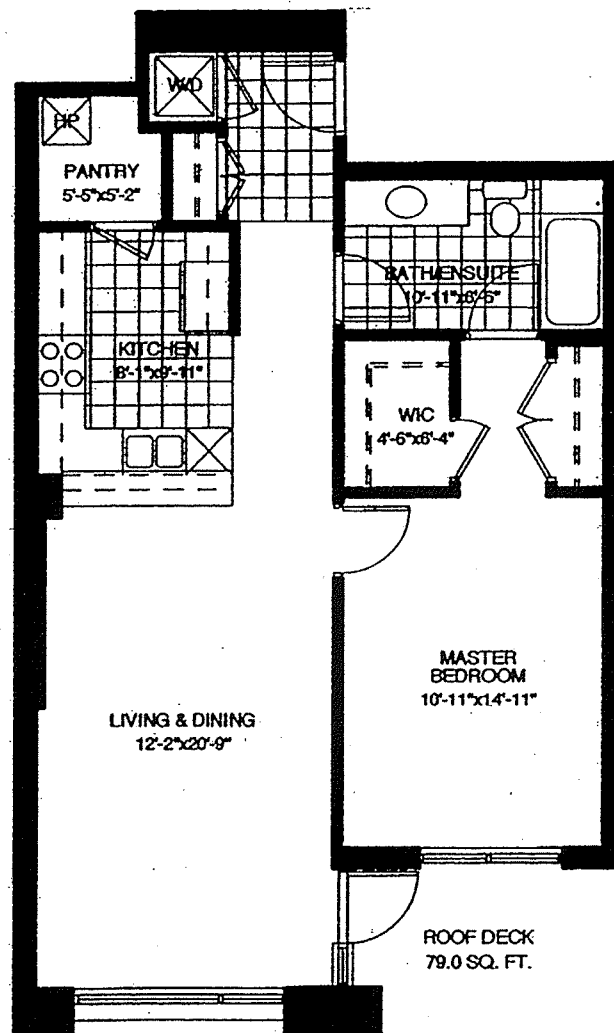 W/D
HP
PANTRY
5'-5"x5'-2"
BATH/ENSUITE
10'-11"x6'-5"
KITCHEN
8'-1"x9'-11"
WIC
4'-6"x6'-4"
MASTER
BEDROOM
10'-11"x14'-11"
LIVING & DINING
12'-2"x20'-9"
ROOF DECK
79.0 SQ. FT.